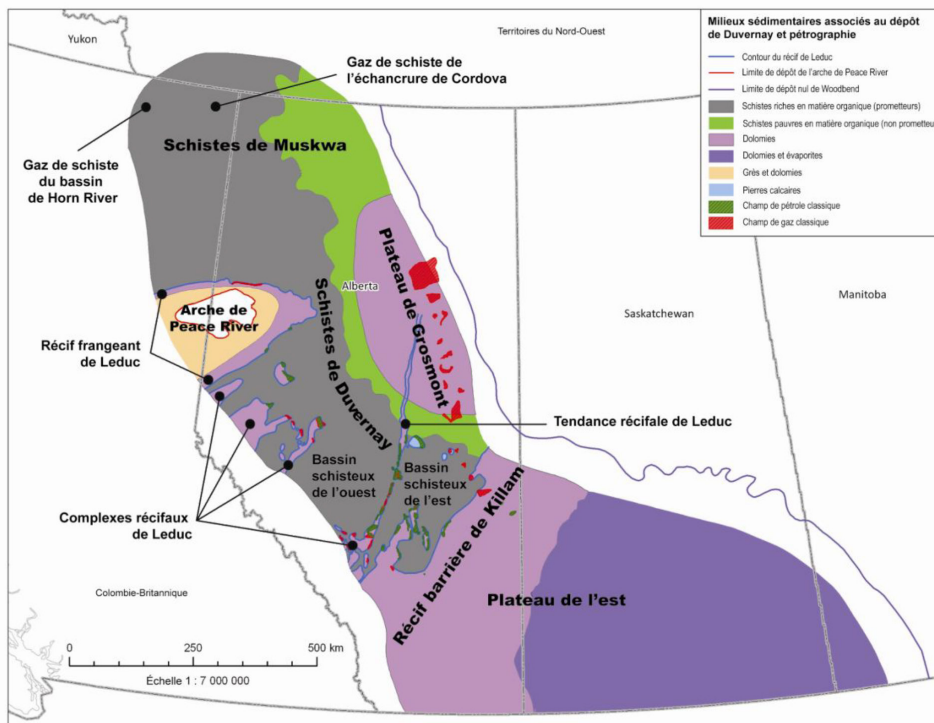 Yukon
Territoires du Nord-Ouest
Gaz de schiste de
l'échancrure de Cordova
Gaz de schiste
du bassin
de Horn River
Schistes de Muskwa
Milieux sédimentaires associés au dépôt
de Duvernay et pétrographie
Contour du récif de Leduc
Limite de dépôt de l'arche de Peace River
Limite de dépôt nul de Woodbend
Schistes riches en matière organique (prometteurs)
Schistes pauvres en matière organique (non prometteu
Dolomies
Dolomies et évaporites
Grès et dolomies
Pierres calcaires
Champ de pétrole classique
Champ de gaz classique
Plateau de Grosmont
Alberta
Schistes de Duvernay
Saskatchewan
Manitoba
Arche de
Peace River
Récif frangeant
de Leduc
Tendance récifale de Leduc
Bassin
schisteux
de l'ouest
Bassin
schisteux
de l'est
Complexes récifaux
de Leduc
Récif barrière de Killam
Plateau de l'est
Colombie-Britannique
0 250 500 km
Échelle 1 : 7 000 000